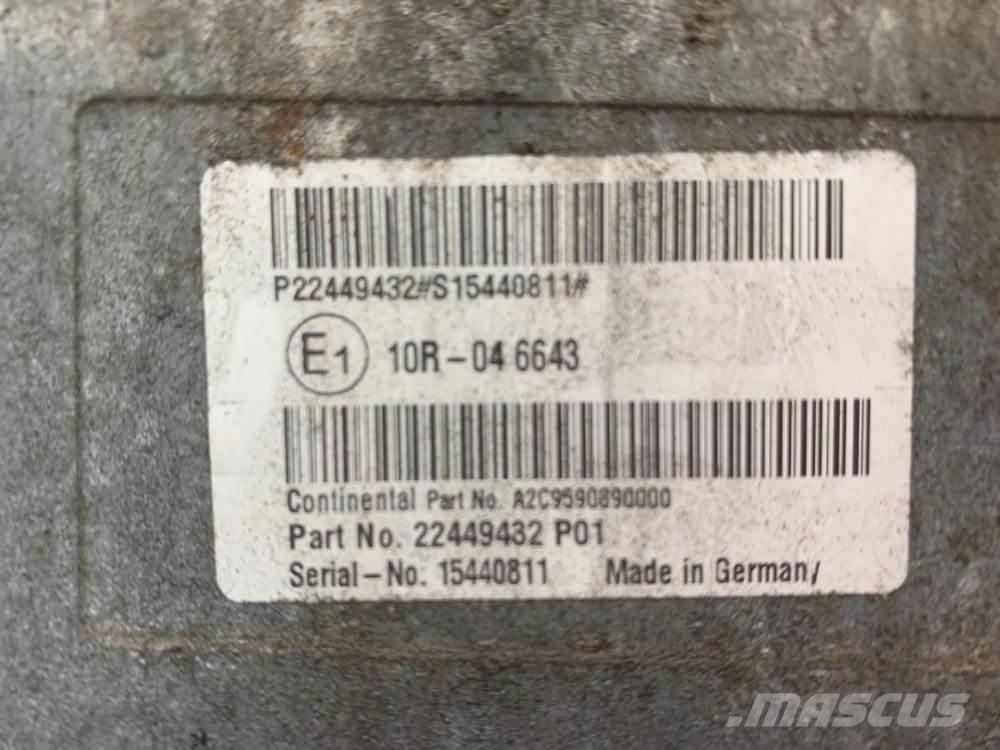 P22449432#S15440811#
E1 10R-04 6643
Continental Part No. A2C9590890000
Part No. 22449432 P01
Serial-No. 15440811 Made in Germany
.MASCUS